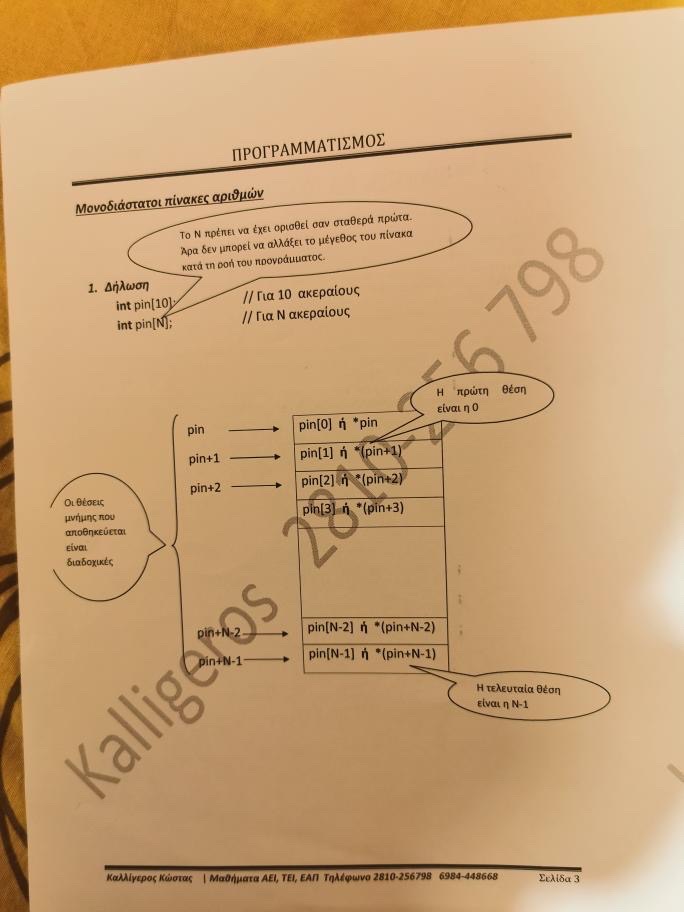 ΠΡΟΓΡΑΜΜΑΤΙΣΜΟΣ
Μονοδιάστατοι πίνακες αριθμών
Το Ν πρέπει να έχει ορισθεί σαν σταθερά πρώτα.
Άρα δεν μπορεί να αλλάξει το μέγεθος του πίνακα
κατά τη ροή του προγράμματος.
1. Δήλωση
int pin[10]; // Για 10 ακεραίους
int pin[N]; // Για Ν ακεραίους
Η πρώτη θέση
είναι η 0
pin pin[0] ή *pin
pin+1 pin[1] ή *(pin+1)
pin+2 pin[2] ή *(pin+2)
pin[3] ή *(pin+3)
Οι θέσεις
μνήμης που
αποθηκεύεται
είναι
διαδοχικές
pin+N-2 pin[N-2] ή *(pin+N-2)
pin+N-1 pin[N-1] ή *(pin+N-1)
Η τελευταία θέση
είναι η Ν-1
Kalligeros 2810-256 798
Καλλίγερος Κώστας | Μαθήματα ΑΕΙ, ΤΕΙ, ΕΑΠ Τηλέφωνο 2810-256798 6984-448668 Σελίδα 3